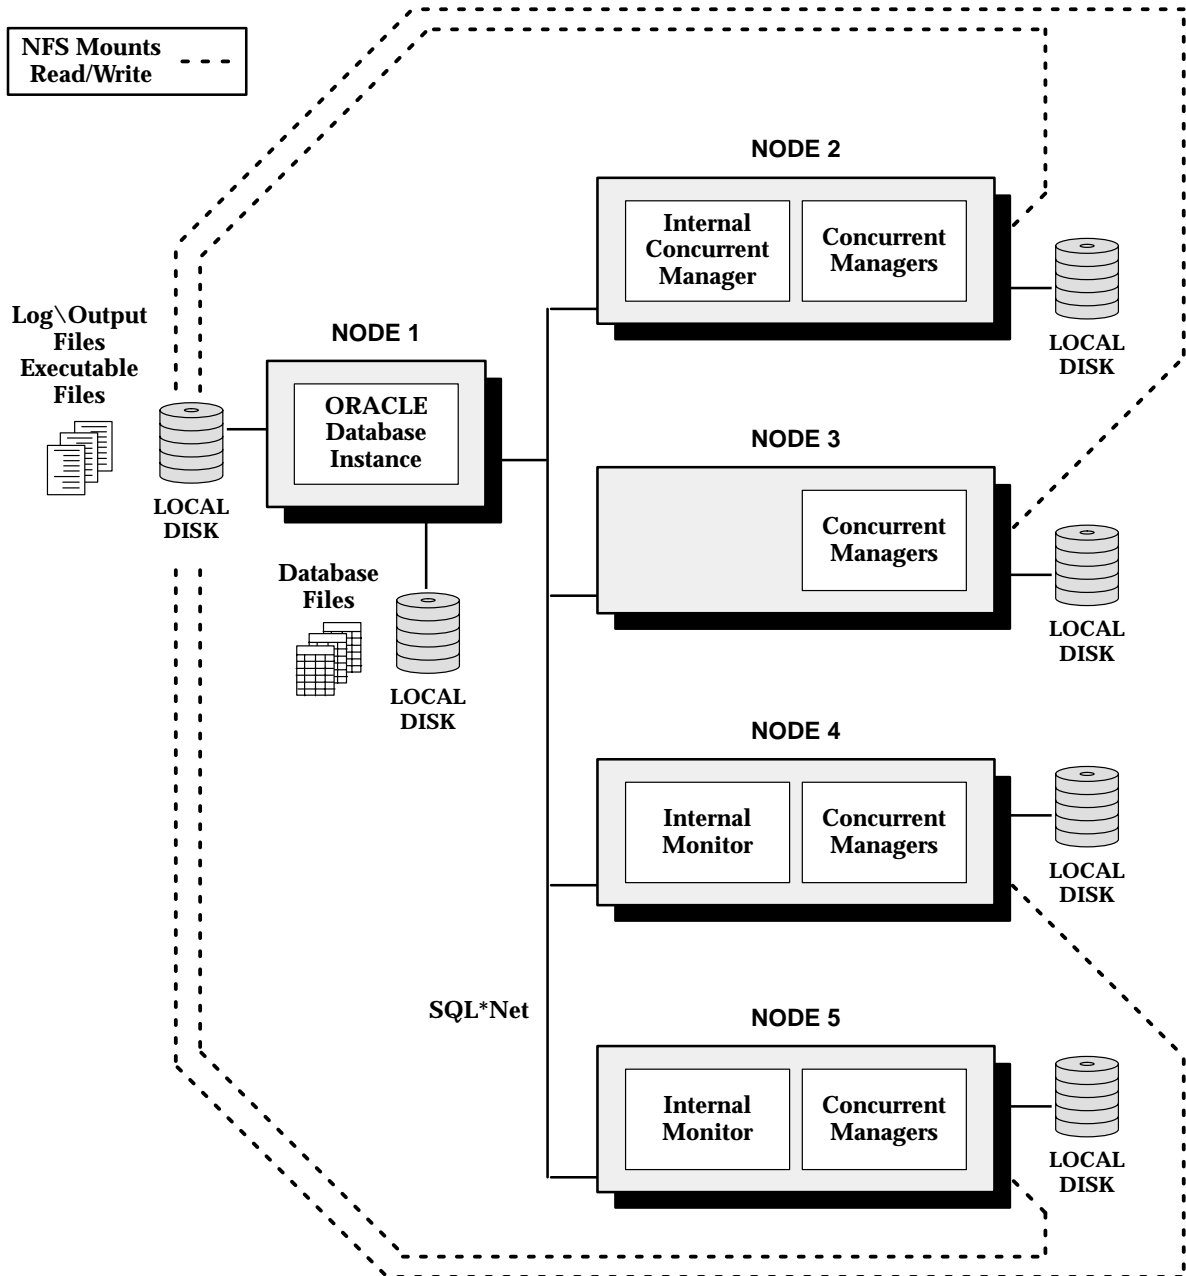 NFS Mounts
Read/Write
NODE 2
Internal
Concurrent
Manager
Concurrent
Managers
LOCAL
DISK
Log\Output
Files
Executable
Files
LOCAL
DISK
NODE 1
ORACLE
Database
Instance
Database
Files
LOCAL
DISK
NODE 3
Concurrent
Managers
LOCAL
DISK
NODE 4
Internal
Monitor
Concurrent
Managers
LOCAL
DISK
SQL*Net
NODE 5
Internal
Monitor
Concurrent
Managers
LOCAL
DISK